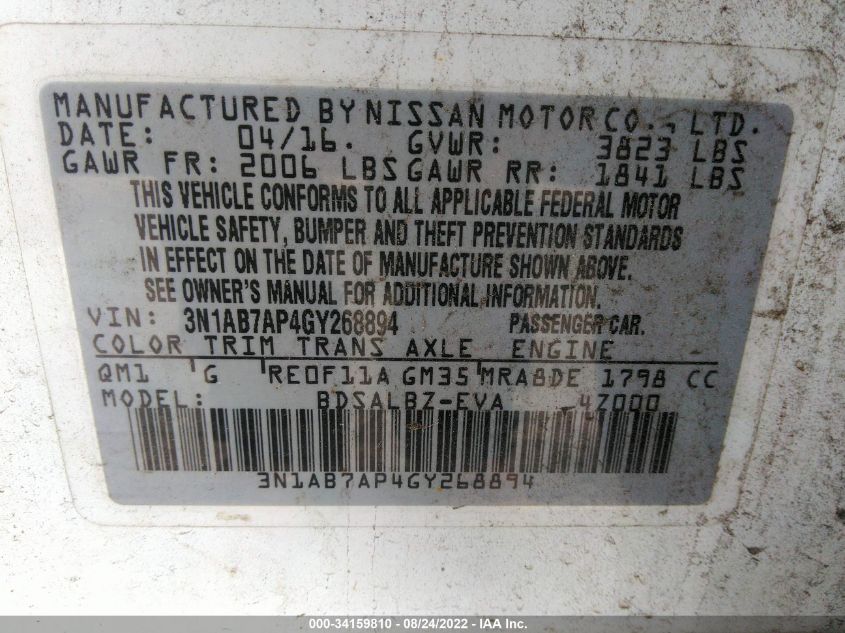 MANUFACTURED BY NISSAN MOTOR CO., LTD.
DATE: 04/16. GVWR: 3823 LBS
GAWR FR: 2006 LBS GAWR RR: 1841 LBS
THIS VEHICLE CONFORMS TO ALL APPLICABLE FEDERAL MOTOR
VEHICLE SAFETY, BUMPER AND THEFT PREVENTION STANDARDS
IN EFFECT ON THE DATE OF MANUFACTURE SHOWN ABOVE.
SEE OWNER'S MANUAL FOR ADDITIONAL INFORMATION.
VIN: 3N1AB7AP4GY268894 PASSENGER CAR.
COLOR TRIM TRANS AXLE ENGINE
QM1 G RE0F11A GM35 MRA8DE 1798 CC
MODEL: BDSALBZ-EVA -4Z000
3N1AB7AP4GY268894
000-34159810 - 08/24/2022 - © IAA, Inc.